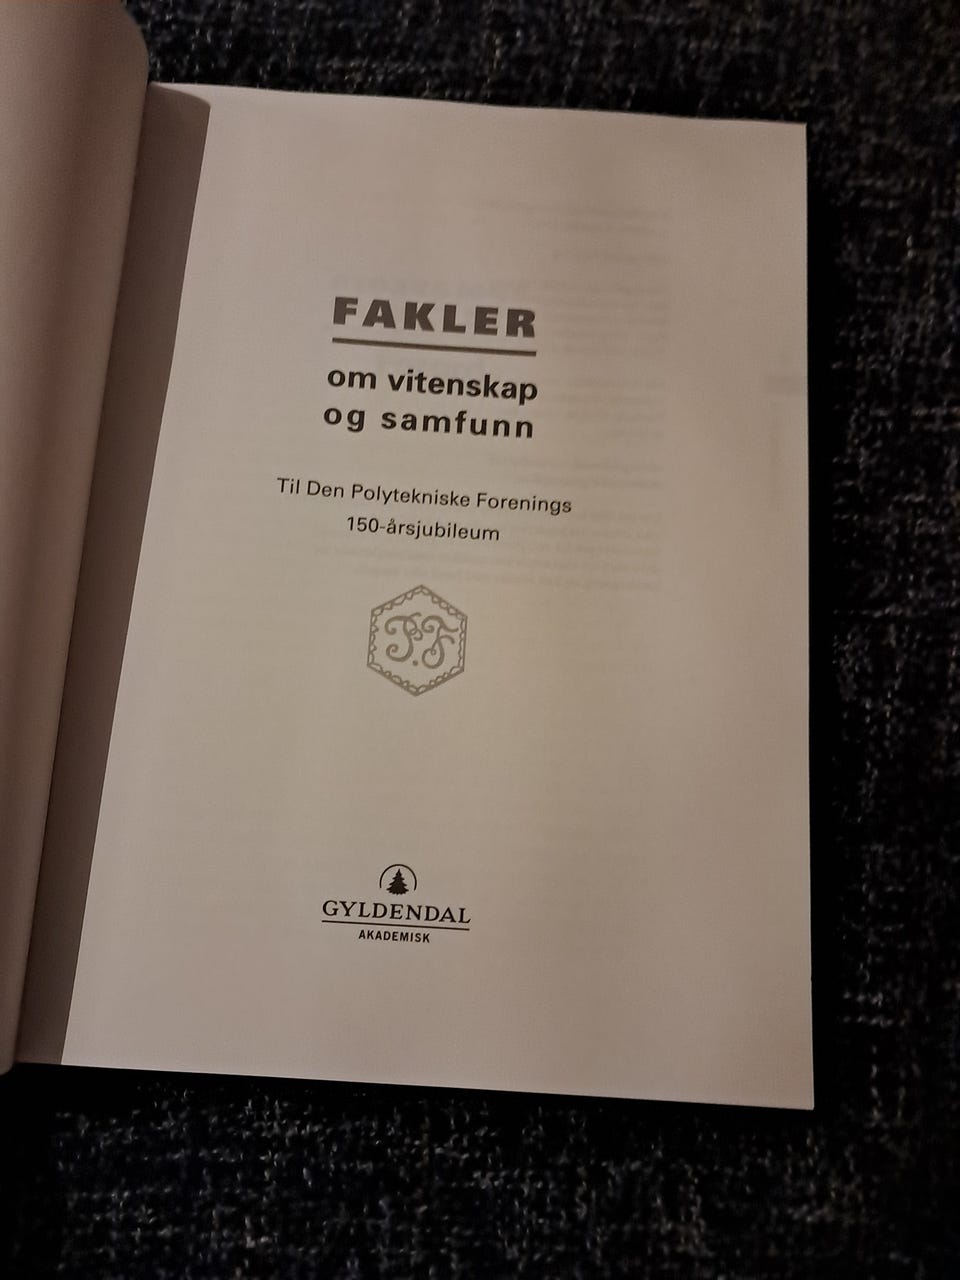 FAKLER
om vitenskap
og samfunn
Til Den Polytekniske Forenings
150-årsjubileum
P.F
GYLDENDAL
AKADEMISK